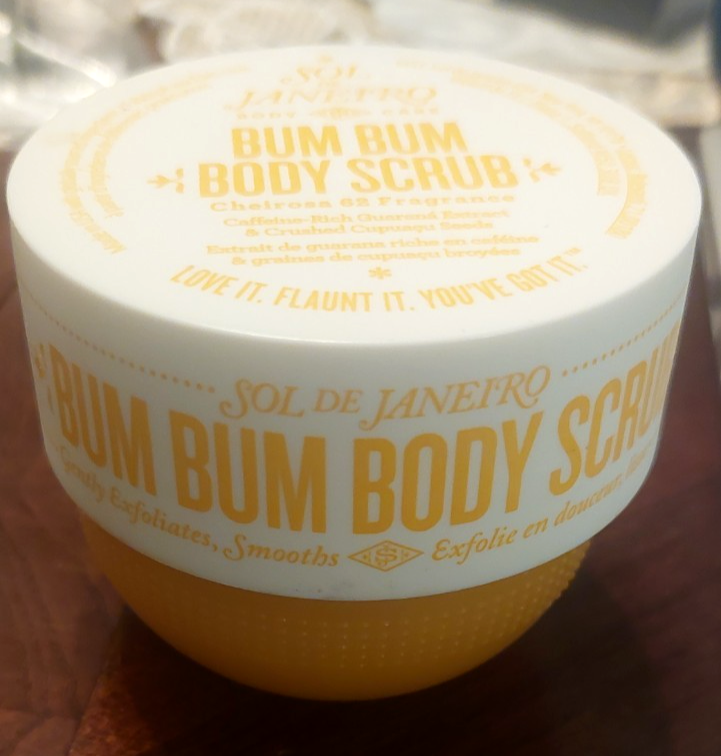 SOL
DE
JANEIRO
BODY CARE
BUM BUM
BODY SCRUB
Cheirosa 62 Fragrance
Caffeine-Rich Guaraná Extract
& Crushed Cupuaçu Seeds
Extrait de guarana riche en caféine
& graines de cupuaçu broyées
LOVE IT. FLAUNT IT. YOU'VE GOT IT.™
SOL DE JANEIRO
BUM BUM BODY SCRU
Gently Exfoliates, Smooths Exfolie en douceur,